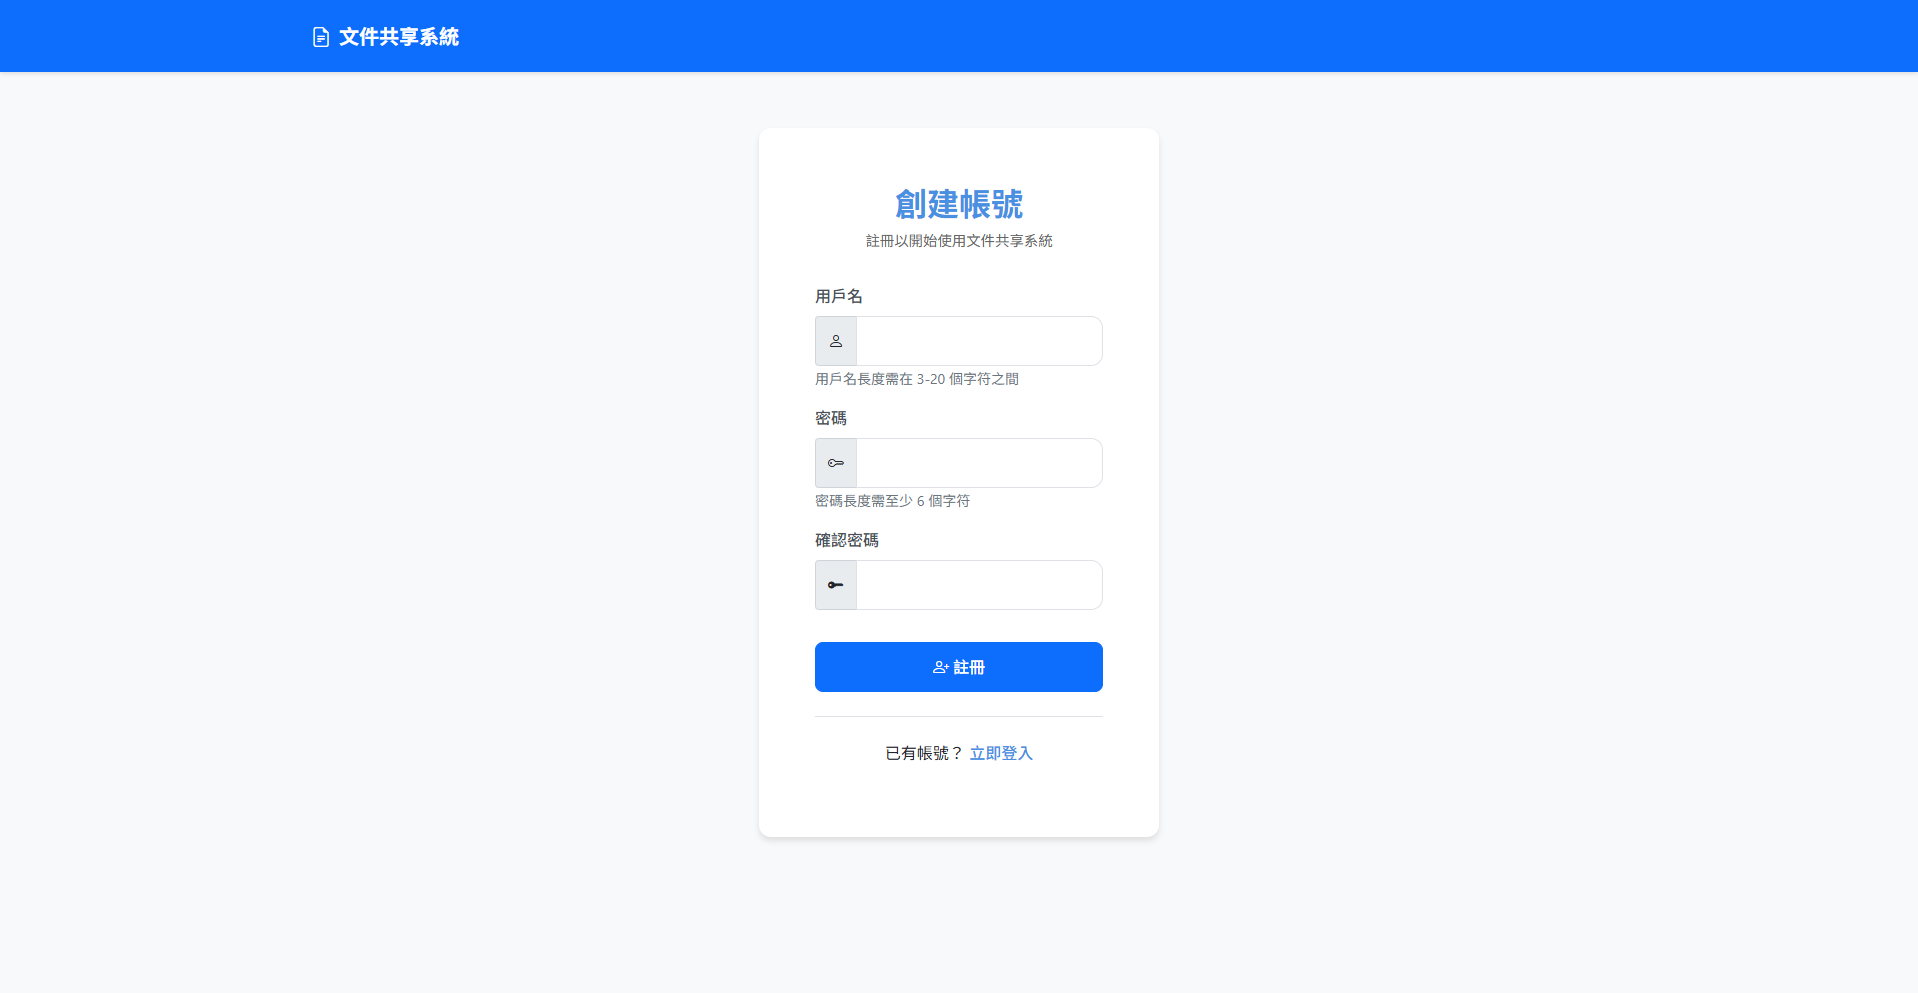 文件共享系統
創建帳號
註冊以開始使用文件共享系統
用戶名
用戶名長度需在 3-20 個字符之間
密碼
密碼長度需至少 6 個字符
確認密碼
註冊
已有帳號？ 立即登入